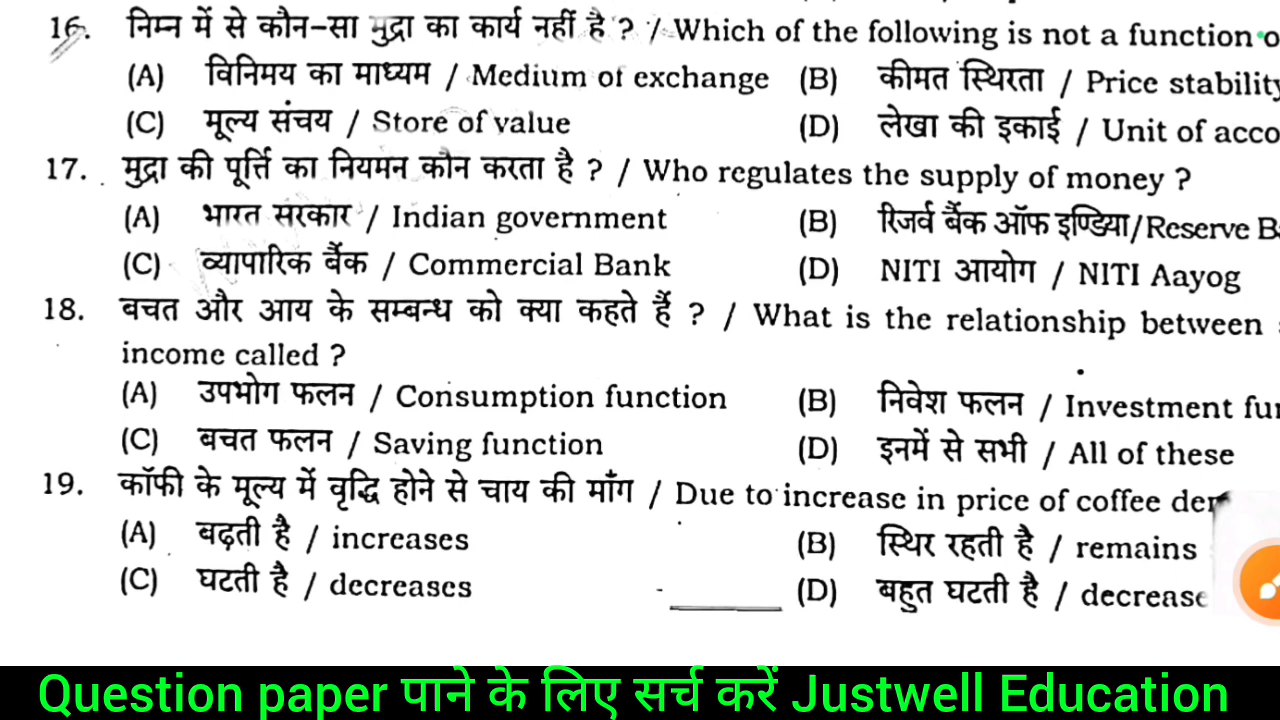 16. निम्न में से कौन-सा मुद्रा का कार्य नहीं है ? / Which of the following is not a function
(A) विनिमय का माध्यम / Medium of exchange (B) कीमत स्थिरता / Price stability
(C) मूल्य संचय / Store of value (D) लेखा की इकाई / Unit of acco
17. मुद्रा की पूर्त्ति का नियमन कौन करता है ? / Who regulates the supply of money ?
(A) भारत सरकार / Indian government (B) रिजर्व बैंक ऑफ इण्डिया/Reserve B
(C) व्यापारिक बैंक / Commercial Bank (D) NITI आयोग / NITI Aayog
18. बचत और आय के सम्बन्ध को क्या कहते हैं ? / What is the relationship between
income called ?
(A) उपभोग फलन / Consumption function (B) निवेश फलन / Investment fu
(C) बचत फलन / Saving function (D) इनमें से सभी / All of these
19. कॉफी के मूल्य में वृद्धि होने से चाय की माँग / Due to increase in price of coffee de
(A) बढ़ती है / increases (B) स्थिर रहती है / remains
(C) घटती है / decreases (D) बहुत घटती है / decrease
Question paper पाने के लिए सर्च करें Justwell Education